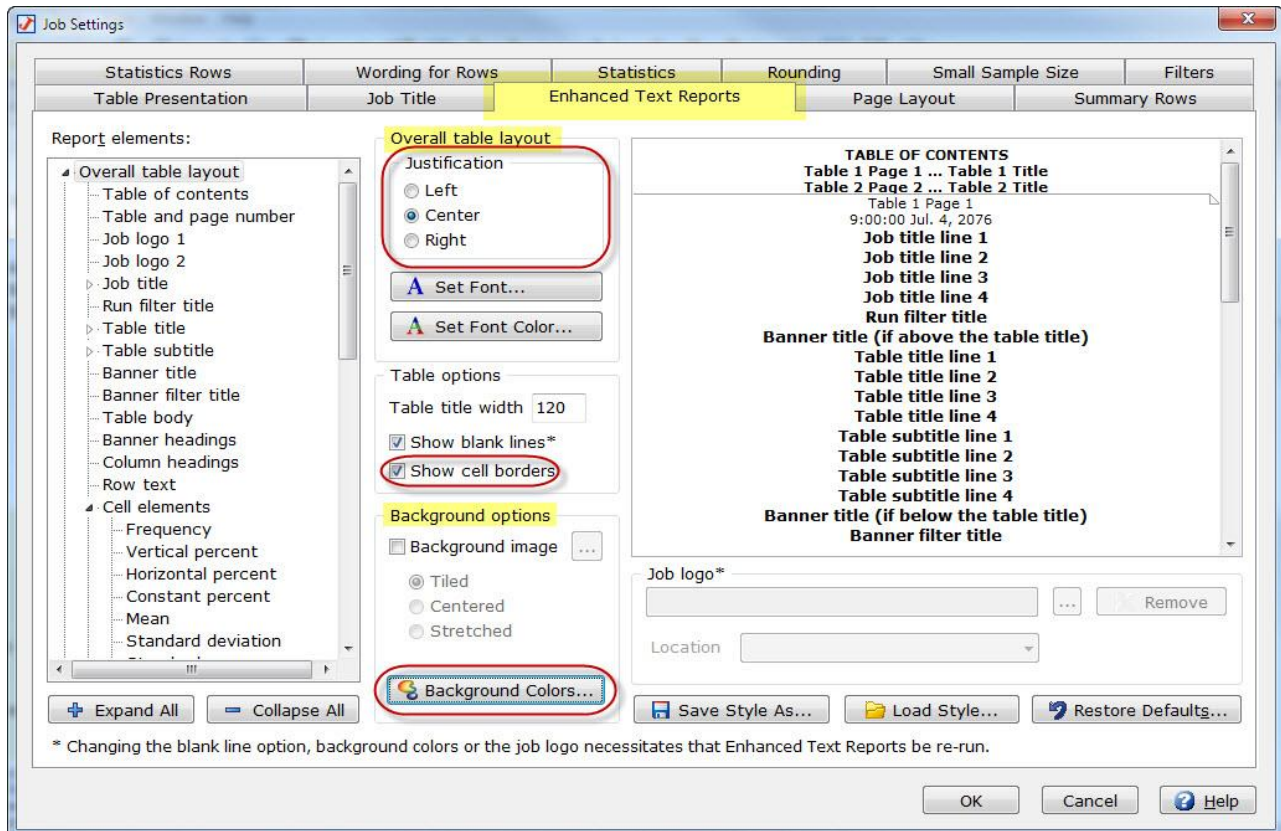 Job Settings
Statistics Rows
Wording for Rows
Statistics
Rounding
Small Sample Size
Filters
Table Presentation
Job Title
Enhanced Text Reports
Page Layout
Summary Rows
Report elements:
Overall table layout
Table of contents
Table and page number
Job logo 1
Job logo 2
Job title
Run filter title
Table title
Table subtitle
Banner title
Banner filter title
Table body
Banner headings
Column headings
Row text
Cell elements
Frequency
Vertical percent
Horizontal percent
Constant percent
Mean
Standard deviation
Expand All
Collapse All
Overall table layout
Justification
Left
Center
Right
A Set Font...
A Set Font Color...
Table options
Table title width 120
Show blank lines*
Show cell borders
Background options
Background image ...
Tiled
Centered
Stretched
Background Colors...
TABLE OF CONTENTS
Table 1 Page 1 ... Table 1 Title
Table 2 Page 2 ... Table 2 Title
Table 1 Page 1
9:00:00 Jul. 4, 2076
Job title line 1
Job title line 2
Job title line 3
Job title line 4
Run filter title
Banner title (if above the table title)
Table title line 1
Table title line 2
Table title line 3
Table title line 4
Table subtitle line 1
Table subtitle line 2
Table subtitle line 3
Table subtitle line 4
Banner title (if below the table title)
Banner filter title
Job logo*
... Remove
Location
Save Style As...
Load Style...
Restore Defaults...
* Changing the blank line option, background colors or the job logo necessitates that Enhanced Text Reports be re-run.
OK
Cancel
Help